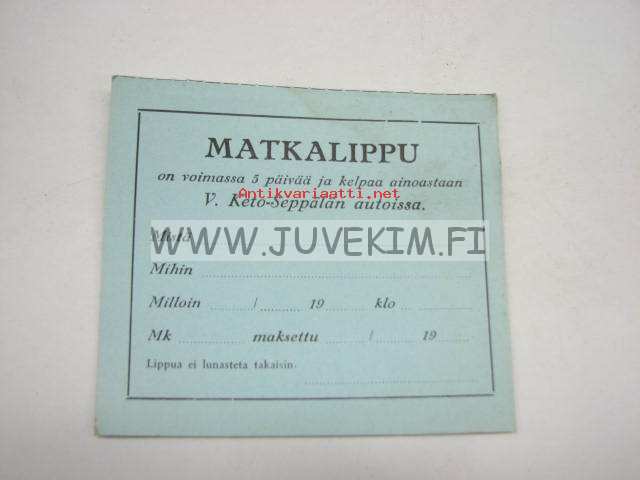 MATKALIPPU
on voimassa 5 päivää ja kelpaa ainoastaan
Antikvariaatti.net
V. Keto-Seppälän autoissa.
WWW.JUVEKIM.FI
Mistä
Mihin
Milloin / 19 klo
Mk maksettu / 19
Lippua ei lunasteta takaisin.